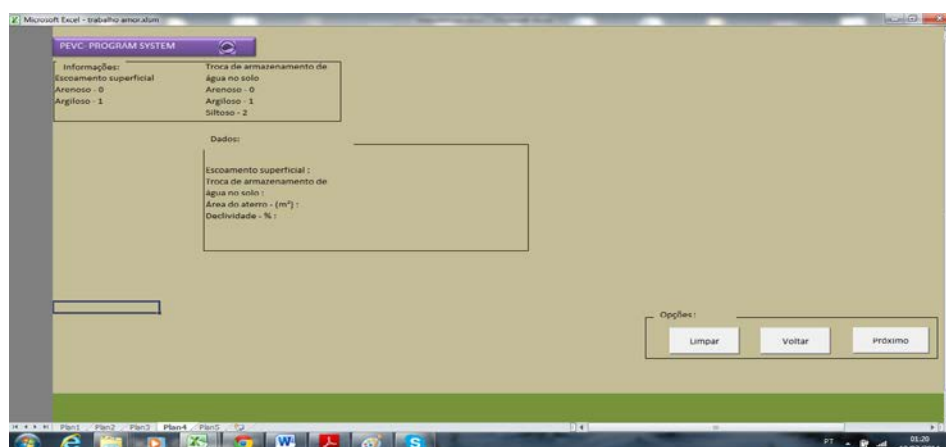 Microsoft Excel - trabalho amor.xlsm
PEVC- PROGRAM SYSTEM
Informações:
Escoamento superficial
Arenoso - 0
Argiloso - 1
Troca de armazenamento de
água no solo
Arenoso - 0
Argiloso - 1
Siltoso - 2
Dados:
Escoamento superficial :
Troca de armazenamento de
água no solo :
Área do aterro - (m²) :
Declividade - % :
Opções :
Limpar
Voltar
Próximo
Plan1
Plan2
Plan3
Plan4
Plan5
PT
01:20